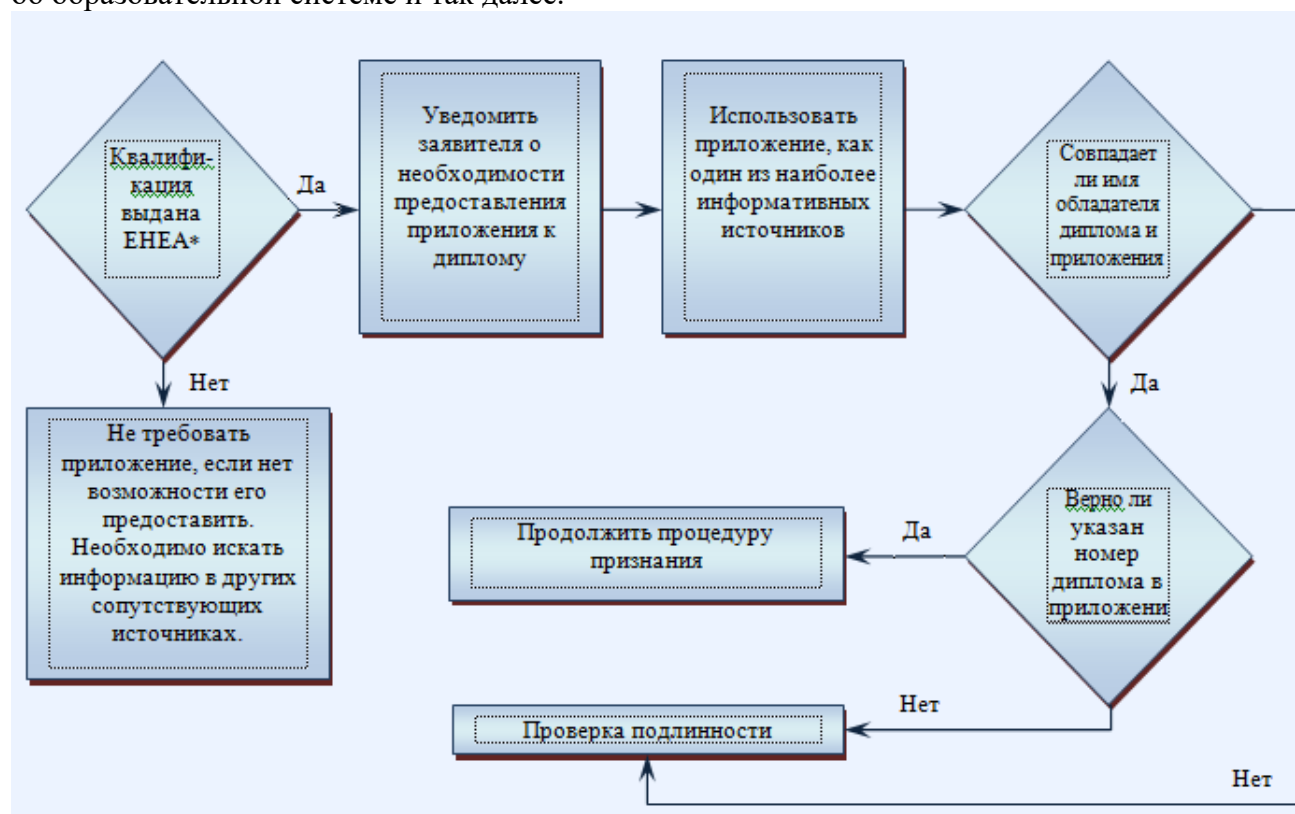 об образовательной системе и так далее.
Квалифи-
кация
выдана
EHEA*
Да
Уведомить
заявителя о
необходимости
предоставления
приложения к
диплому
Использовать
приложение, как
один из наиболее
информативных
источников
Совпадает
ли имя
обладателя
диплома и
приложения
Нет
Не требовать
приложение, если нет
возможности его
предоставить.
Необходимо искать
информацию в других
сопутствующих
источниках.
Да
Верно ли
указан
номер
диплома в
приложени
Да
Продолжить процедуру
признания
Нет
Проверка подлинности
Нет